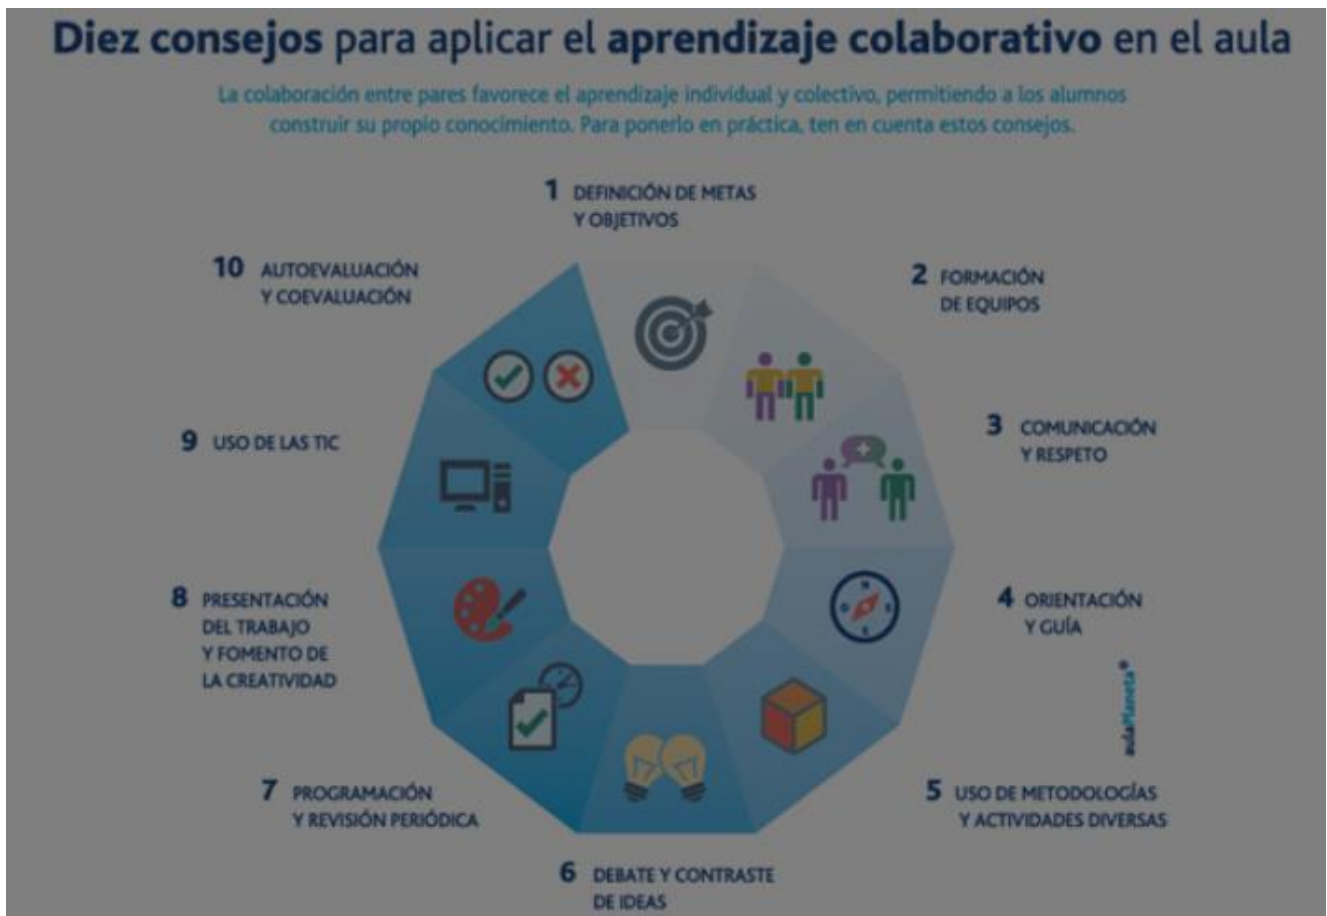 Diez consejos para aplicar el aprendizaje colaborativo en el aula
La colaboración entre pares favorece el aprendizaje individual y colectivo, permitiendo a los alumnos
construir su propio conocimiento. Para ponerlo en práctica, ten en cuenta estos consejos.
1 DEFINICIÓN DE METAS
Y OBJETIVOS
2 FORMACIÓN
DE EQUIPOS
3 COMUNICACIÓN
Y RESPETO
4 ORIENTACIÓN
Y GUÍA
5 USO DE METODOLOGÍAS
Y ACTIVIDADES DIVERSAS
6 DEBATE Y CONTRASTE
DE IDEAS
7 PROGRAMACIÓN
Y REVISIÓN PERIÓDICA
8 PRESENTACIÓN
DEL TRABAJO
Y FOMENTO DE
LA CREATIVIDAD
9 USO DE LAS TIC
10 AUTOEVALUACIÓN
Y COEVALUACIÓN
aulaPlaneta